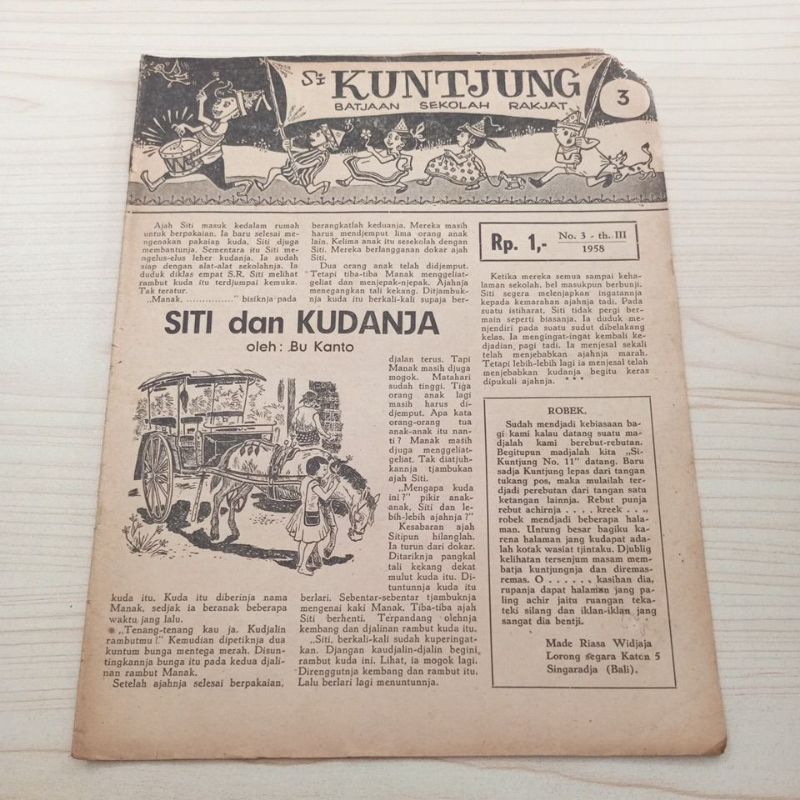 Si KUNTJUNG
BATJAAN SEKOLAH RAKJAT
3
Ajah Siti masuk kedalam rumah
untuk berpakaian. Ia baru selesai me-
ngenakan pakaian kuda. Siti djuga
membantunja. Sementara itu Siti me-
ngelus-elus leher kudanja. Ia sudah
siap dengan alat-alat sekolahnja. Ia
duduk diklas empat S.R. Siti melihat
rambut kuda itu terdjumpai kemuka.
Tak teratur.
„Manak, ..............” bisiknja pada
SITI dan KUDANJA
oleh: Bu Kanto
kuda itu. Kuda itu diberinja nama
Manak, sedjak ia beranak beberapa
waktu jang lalu.
„Tenang-tenang kau ja. Kudjalin
rambutmu !” Kemudian dipetiknja dua
kuntum bunga mentega merah. Disun-
tingkannja bunga itu pada kedua djali-
nan rambut Manak.
Setelah ajahnja selesai berpakaian,
berangkatlah keduanja. Mereka masih
harus mendjemput lima orang anak
lain. Kelima anak itu sesekolah dengan
Siti. Mereka berlangganan dokar ajah
Siti.
Dua orang anak telah didjemput.
Tetapi tiba-tiba Manak menggeliat-
geliat dan menjepak-njepak. Ajahnja
menegangkan tali kekang. Ditjambuk-
nja kuda itu berkali-kali supaja ber-
djalan terus. Tapi
Manak masih djuga
mogok. Matahari
sudah tinggi. Tiga
orang anak lagi
masih harus di-
djemput. Apa kata
orang-orang tua
anak-anak itu nan-
ti ? Manak masih
djuga menggeliat-
geliat. Tak diatjuh-
kannja tjambukan
ajah Siti.
„Mengapa kuda
ini ?” pikir anak-
anak. Siti dan le-
bih-lebih ajahnja ?”
Kesabaran ajah
Sitipun hilanglah.
Ia turun dari dokar.
Ditariknja pangkal
tali kekang dekat
mulut kuda itu. Di-
tuntunnja kuda itu
berlari. Sebentar-sebentar tjambuknja
mengenai kaki Manak. Tiba-tiba ajah
Siti berhenti. Terpandang olehnja
kembang dan djalinan rambut kuda itu.
„Siti, berkali-kali sudah kuperingat-
kan. Djangan kaudjalin-djalin begini
rambut kuda ini. Lihat, ia mogok lagi.
Direnggutnja kembang dan rambut itu.
Lalu berlari lagi menuntunnja.
Rp. 1,-
No. 3 - th. III
1958
Ketika mereka semua sampai keha-
laman sekolah, bel masukpun berbunji.
Siti segera melenjapkan ingatannja
kepada kemarahan ajahnja tadi. Pada
suatu istiharat, Siti tidak pergi ber-
main seperti biasanja. Ia duduk me-
njendiri pada suatu sudut dibelakang
kelas. Ia mengingat-ingat kembali ke-
djadian pagi tadi. Ia menjesal sekali
telah menjebabkan ajahnja marah.
Tetapi lebih-lebih lagi ia menjesal telah
menjebabkan kudanja begitu keras
dipukuli ajahnja. ***
ROBEK.
Sudah mendjadi kebiasaan ba-
gi kami kalau datang suatu ma-
djalah kami berebut-rebutan.
Begitupun madjalah kita „Si-
Kuntjung No. 11” datang. Baru
sadja Kuntjung lepas dari tangan
tukang pos, maka mulailah ter-
djadi perebutan dari tangan satu
ketangan lainnja. Rebut punja
rebut achirnja . . . . kreek . . „
robek mendjadi beberapa hala-
man. Untung besar bagiku ka-
rena halaman jang kudapat ada-
lah kotak wasiat tjintaku. Djublig
kelihatan tersenjum masam mem-
batja kuntjungnja dan diremas-
remas. O . . . . . . kasihan dia,
rupanja dapat halaman jang pa-
ling achir jaitu ruangan teka-
teki silang dan iklan-iklan jang
sangat dia bentji.
Made Riasa Widjaja
Lorong segara Katon 5
Singaradja (Bali).